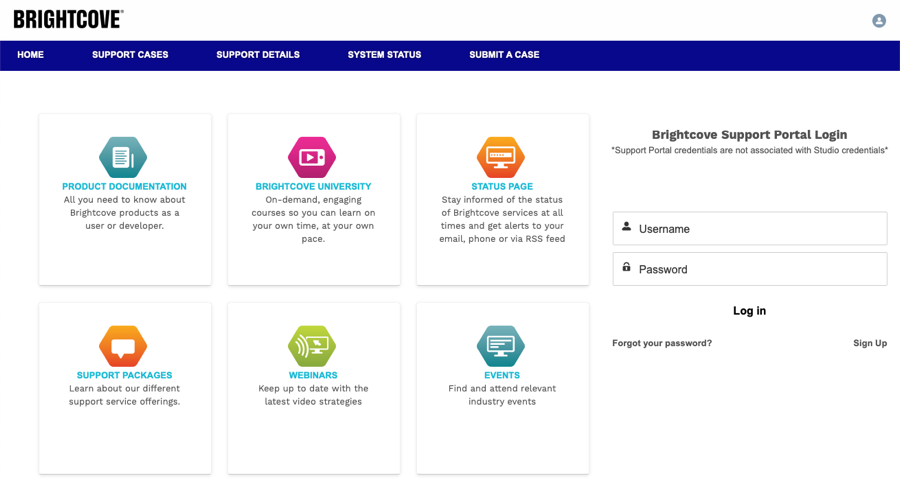 BRIGHTCOVE®
HOME
SUPPORT CASES
SUPPORT DETAILS
SYSTEM STATUS
SUBMIT A CASE
PRODUCT DOCUMENTATION
All you need to know about
Brightcove products as a
user or developer.
BRIGHTCOVE UNIVERSITY
On-demand, engaging
courses so you can learn on
your own time, at your own
pace.
STATUS PAGE
Stay informed of the status
of Brightcove services at all
times and get alerts to your
email, phone or via RSS feed
SUPPORT PACKAGES
Learn about our different
support service offerings.
WEBINARS
Keep up to date with the
latest video strategies
EVENTS
Find and attend relevant
industry events
Brightcove Support Portal Login
*Support Portal credentials are not associated with Studio credentials*
Username
Password
Log in
Forgot your password?
Sign Up